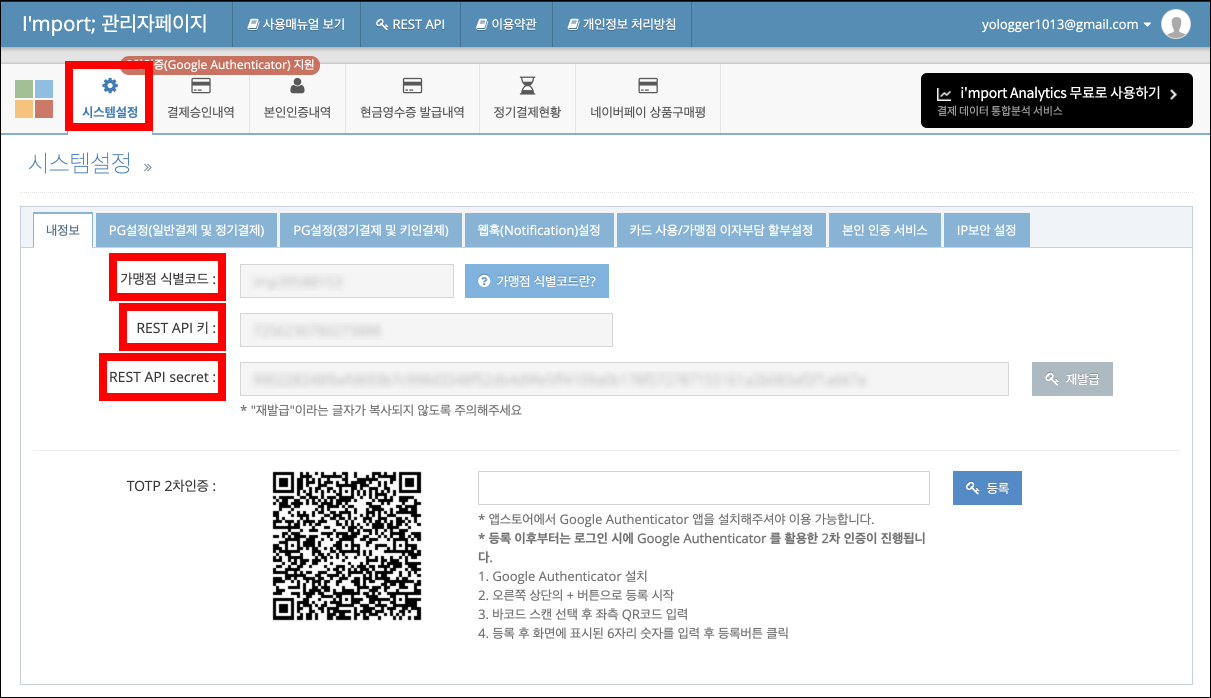 I'mport; 관리자페이지
사용매뉴얼 보기
REST API
이용약관
개인정보 처리방침
yologger1013@gmail.com
증(Google Authenticator) 지원
시스템설정
결제승인내역
본인인증내역
현금영수증 발급내역
정기결제현황
네이버페이 상품구매평
i'mport Analytics 무료로 사용하기
결제 데이터 통합분석 서비스
시스템설정 »
내정보
PG설정(일반결제 및 정기결제)
PG설정(정기결제 및 키인결제)
웹훅(Notification)설정
카드 사용/가맹점 이자부담 할부설정
본인 인증 서비스
IP보안 설정
가맹점 식별코드 :
가맹점 식별코드란?
REST API 키 :
REST API secret :
재발급
* "재발급"이라는 글자가 복사되지 않도록 주의해주세요
TOTP 2차인증 :
등록
* 앱스토어에서 Google Authenticator 앱을 설치해주셔야 이용 가능합니다.
* 등록 이후부터는 로그인 시에 Google Authenticator 를 활용한 2차 인증이 진행됩니
다.
1. Google Authenticator 설치
2. 오른쪽 상단의 + 버튼으로 등록 시작
3. 바코드 스캔 선택 후 좌측 QR코드 입력
4. 등록 후 화면에 표시된 6자리 숫자를 입력 후 등록버튼 클릭